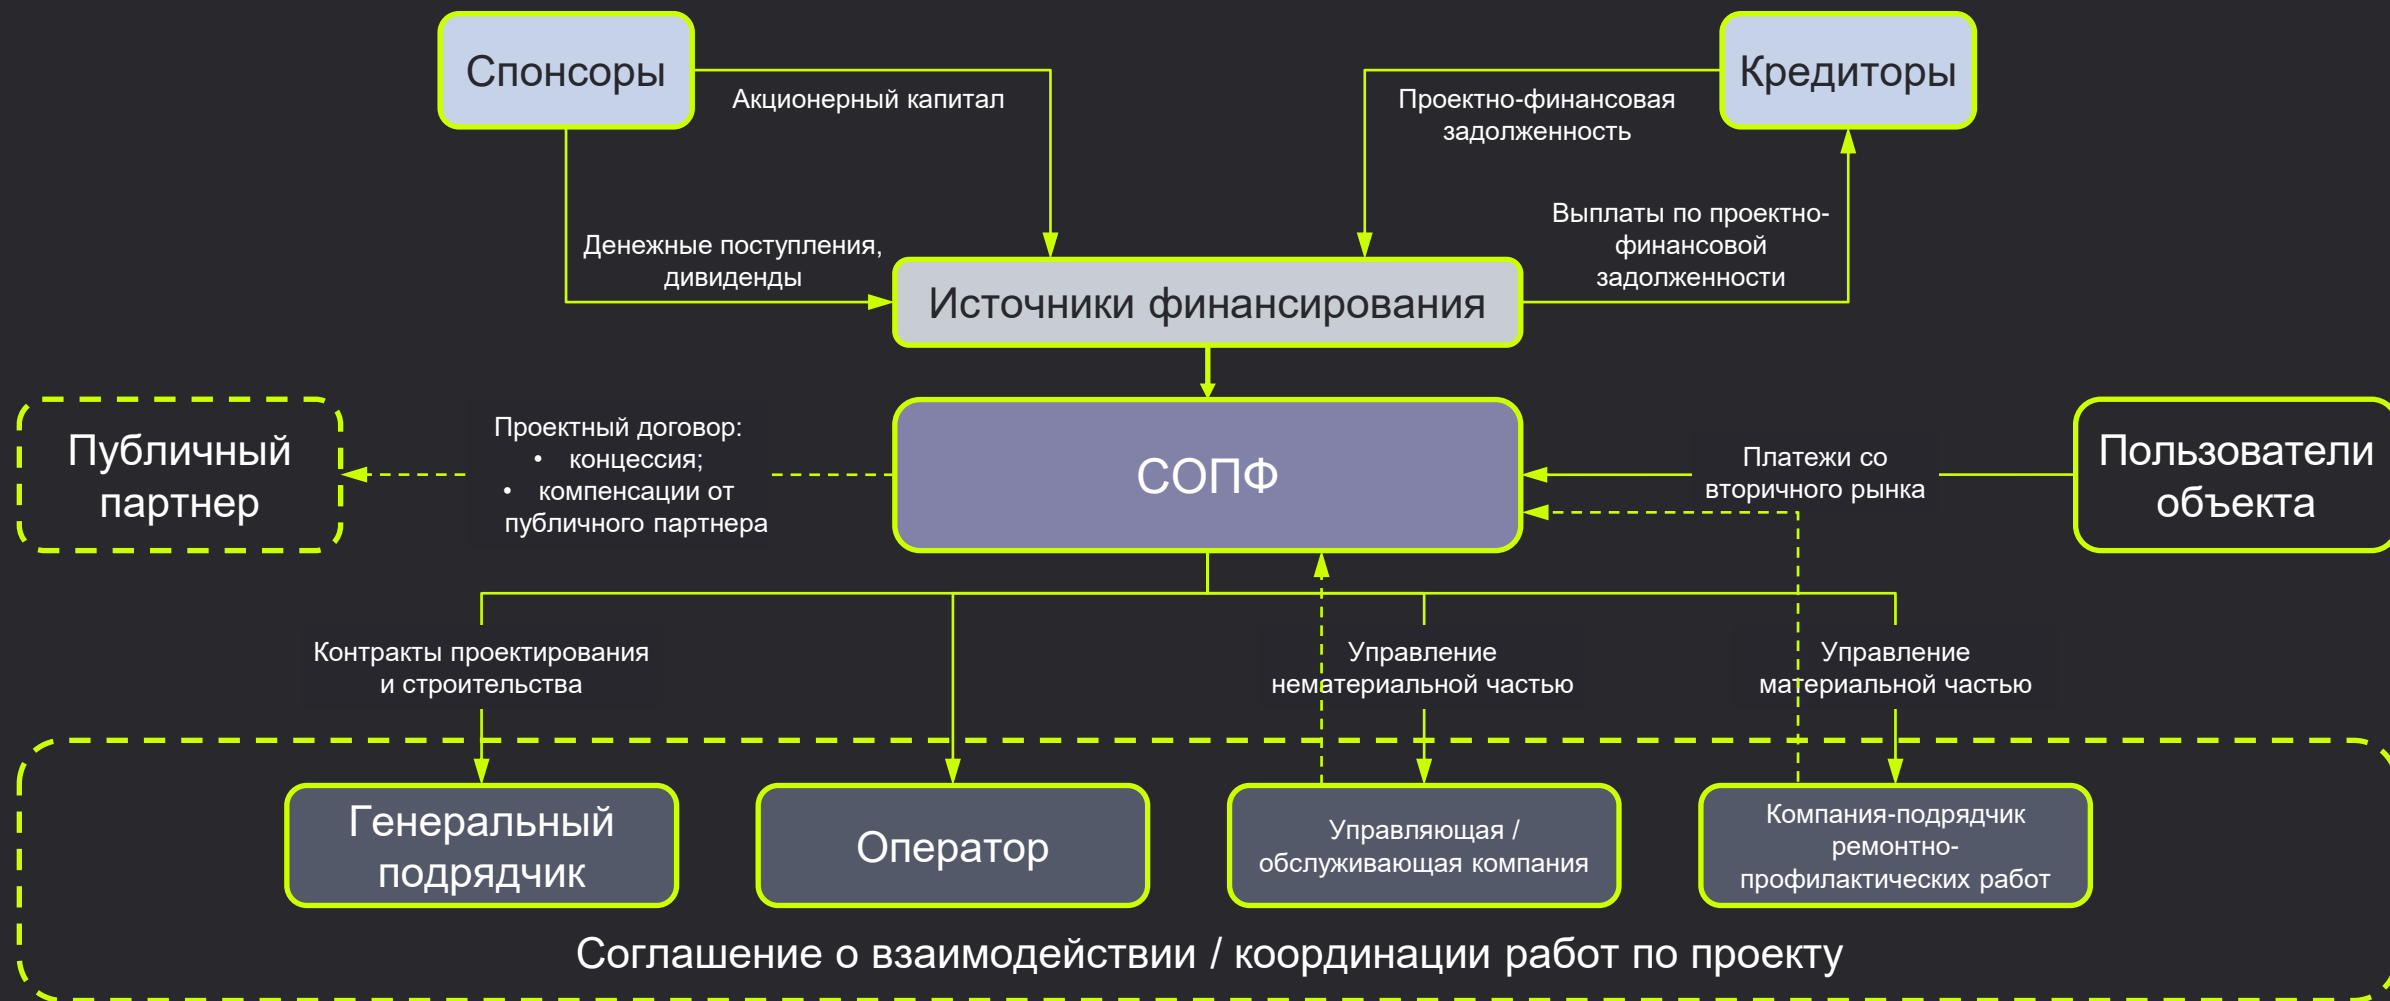 Спонсоры
Кредиторы
Акционерный капитал
Проектно-финансовая
задолженность
Денежные поступления,
дивиденды
Выплаты по проектно-
финансовой
задолженности
Источники финансирования
Публичный
партнер
Проектный договор:
• концессия;
• компенсации от
публичного партнера
СОПФ
Платежи со
вторичного рынка
Пользователи
объекта
Контракты проектирования
и строительства
Управление
нематериальной частью
Управление
материальной частью
Генеральный
подрядчик
Оператор
Управляющая /
обслуживающая компания
Компания-подрядчик
ремонтно-
профилактических работ
Соглашение о взаимодействии / координации работ по проекту